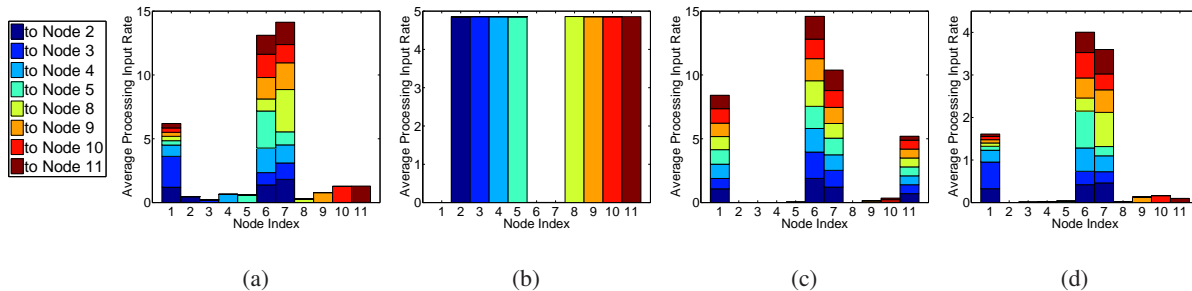 to Node 2
to Node 3
to Node 4
to Node 5
to Node 8
to Node 9
to Node 10
to Node 11
Average Processing Input Rate
15
10
5
0
1 2 3 4 5 6 7 8 9 10 11
Node Index
(a)
Average Processing Input Rate
5
4
3
2
1
0
1 2 3 4 5 6 7 8 9 10 11
Node Index
(b)
Average Processing Input Rate
15
10
5
0
1 2 3 4 5 6 7 8 9 10 11
Node Index
(c)
Average Processing Input Rate
4
3
2
1
0
1 2 3 4 5 6 7 8 9 10 11
Node Index
(d)